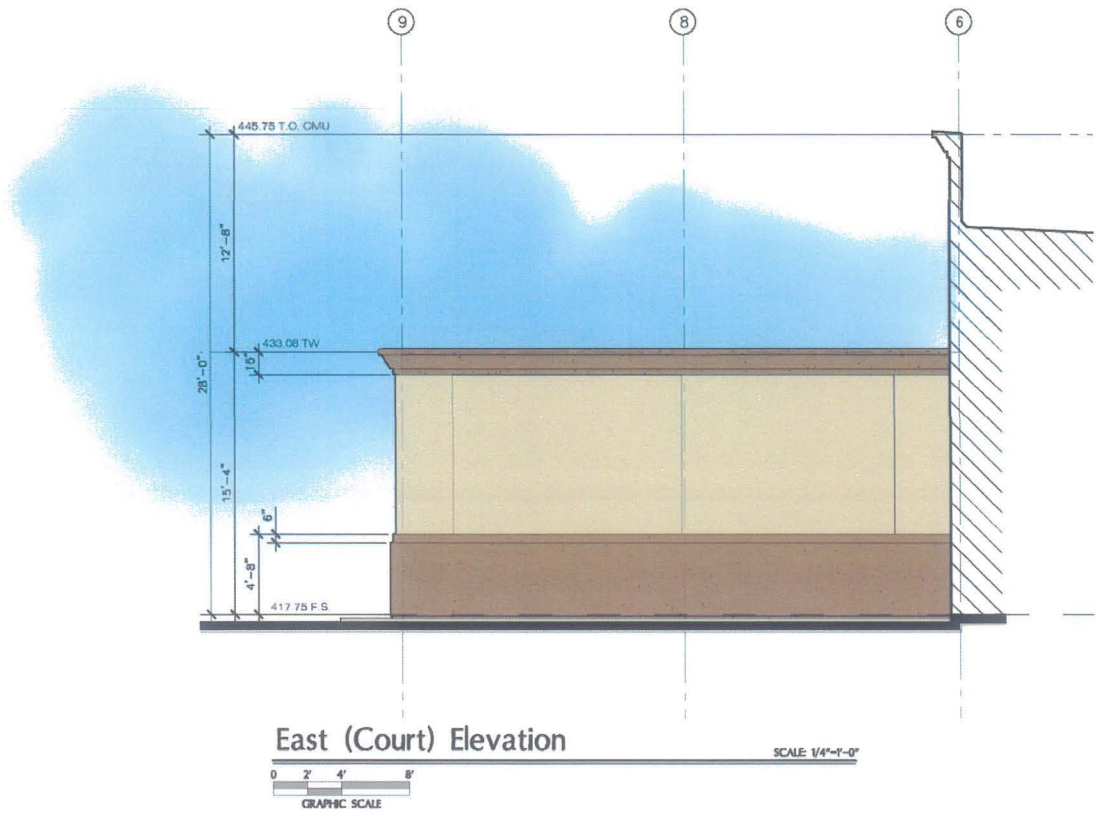 9
8
6
445.75 T.O. CMU
12'-8"
433.08 TW
16"
28'-0"
15'-4"
6"
4'-8"
417.75 F.S.
East (Court) Elevation
SCALE: 1/4"=1'-0"
0 2' 4' 8'
GRAPHIC SCALE